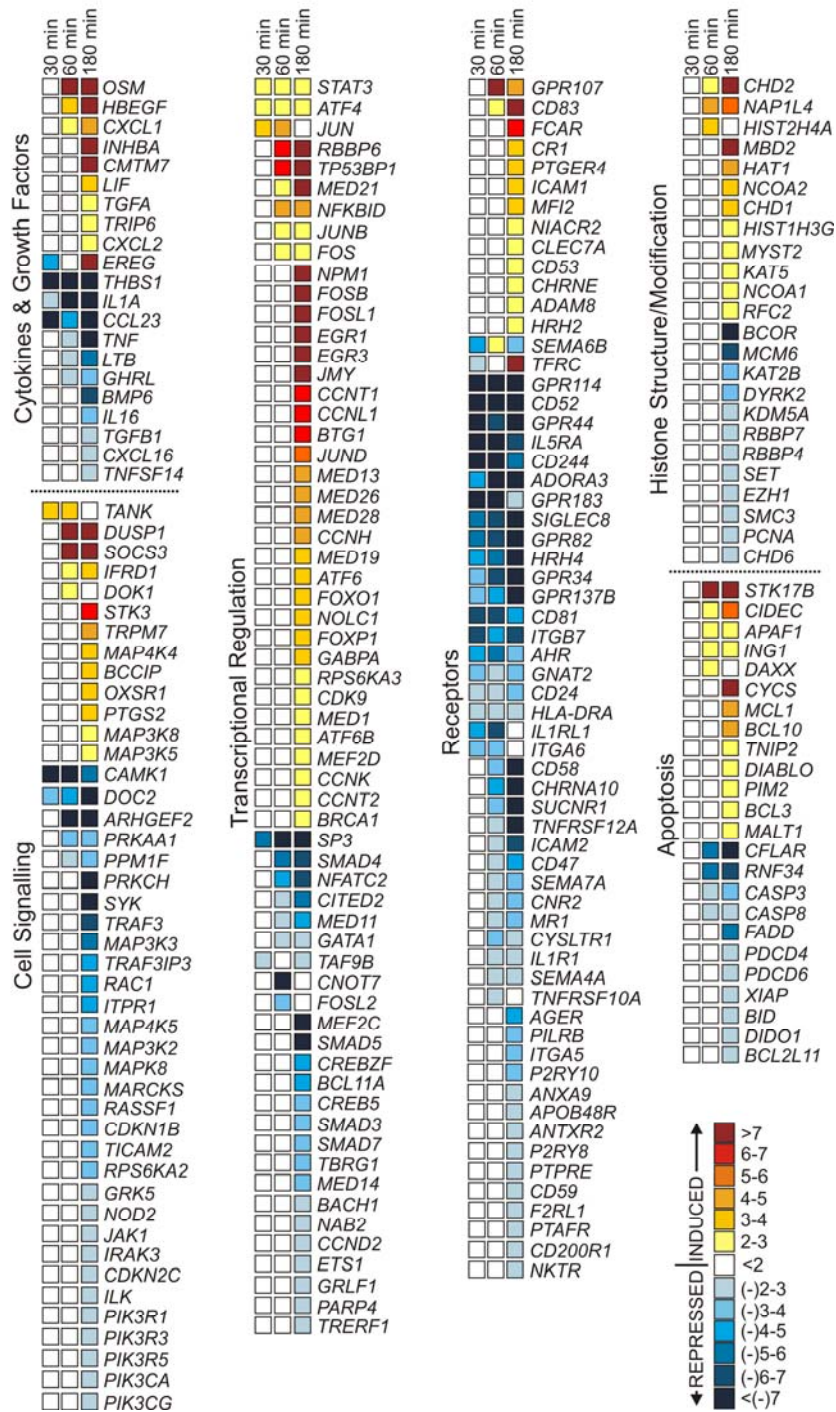 30 min
60 min
180 min
Cytokines & Growth Factors
OSM
HBEGF
CXCL1
INHBA
CMTM7
LIF
TGFA
TRIP6
CXCL2
EREG
THBS1
IL1A
CCL23
TNF
LTB
GHRL
BMP6
IL16
TGFB1
CXCL16
TNFSF14
Cell Signalling
TANK
DUSP1
SOCS3
IFRD1
DOK1
STK3
TRPM7
MAP4K4
BCCIP
OXSR1
PTGS2
MAP3K8
MAP3K5
CAMK1
DOC2
ARHGEF2
PRKAA1
PPM1F
PRKCH
SYK
TRAF3
MAP3K3
TRAF3IP3
RAC1
ITPR1
MAP4K5
MAP3K2
MAPK8
MARCKS
RASSF1
CDKN1B
TICAM2
RPS6KA2
GRK5
NOD2
JAK1
IRAK3
CDKN2C
ILK
PIK3R1
PIK3R3
PIK3R5
PIK3CA
PIK3CG
30 min
60 min
180 min
Transcriptional Regulation
STAT3
ATF4
JUN
RBBP6
TP53BP1
MED21
NFKBID
JUNB
FOS
NPM1
FOSB
FOSL1
EGR1
EGR3
JMY
CCNT1
CCNL1
BTG1
JUND
MED13
MED26
MED28
CCNH
MED19
ATF6
FOXO1
NOLC1
FOXP1
GABPA
RPS6KA3
CDK9
MED1
ATF6B
MEF2D
CCNK
CCNT2
BRCA1
SP3
SMAD4
NFATC2
CITED2
MED11
GATA1
TAF9B
CNOT7
FOSL2
MEF2C
SMAD5
CREBZF
BCL11A
CREB5
SMAD3
SMAD7
TBRG1
MED14
BACH1
NAB2
CCND2
ETS1
GRLF1
PARP4
TRERF1
30 min
60 min
180 min
Receptors
GPR107
CD83
FCAR
CR1
PTGER4
ICAM1
MFI2
NIACR2
CLEC7A
CD53
CHRNE
ADAM8
HRH2
SEMA6B
TFRC
GPR114
CD52
GPR44
IL5RA
CD244
ADORA3
GPR183
SIGLEC8
GPR82
HRH4
GPR34
GPR137B
CD81
ITGB7
AHR
GNAT2
CD24
HLA-DRA
IL1RL1
ITGA6
CD58
CHRNA10
SUCNR1
TNFRSF12A
ICAM2
CD47
SEMA7A
CNR2
MR1
CYSLTR1
IL1R1
SEMA4A
TNFRSF10A
AGER
PILRB
ITGA5
P2RY10
ANXA9
APOB48R
ANTXR2
P2RY8
PTPRE
CD59
F2RL1
PTAFR
CD200R1
NKTR
30 min
60 min
180 min
Histone Structure/Modification
CHD2
NAP1L4
HIST2H4A
MBD2
HAT1
NCOA2
CHD1
HIST1H3G
MYST2
KAT5
NCOA1
RFC2
BCOR
MCM6
KAT2B
DYRK2
KDM5A
RBBP7
RBBP4
SET
EZH1
SMC3
PCNA
CHD6
Apoptosis
STK17B
CIDEC
APAF1
ING1
DAXX
CYCS
MCL1
BCL10
TNIP2
DIABLO
PIM2
BCL3
MALT1
CFLAR
RNF34
CASP3
CASP8
FADD
PDCD4
PDCD6
XIAP
BID
DIDO1
BCL2L11
REPRESSED
INDUCED
>7
6-7
5-6
4-5
3-4
2-3
<2
(-)2-3
(-)3-4
(-)4-5
(-)5-6
(-)6-7
<(-)7